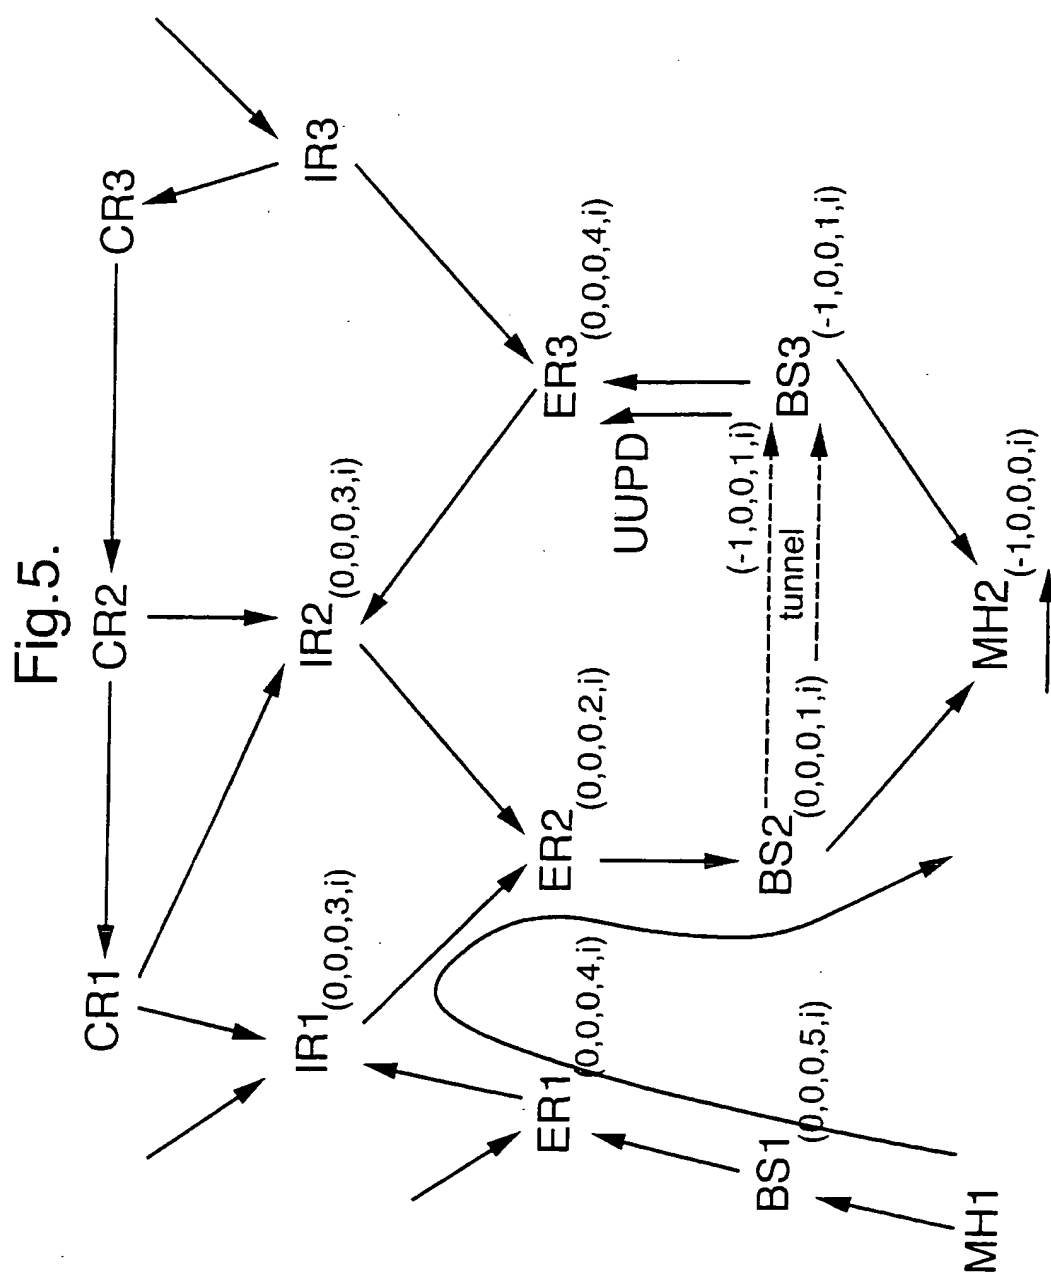 Fig.5.
CR1
CR2
CR3
IR1 (0,0,0,3,i)
IR2 (0,0,0,3,i)
IR3
ER1 (0,0,0,4,i)
ER2 (0,0,0,2,i)
ER3 (0,0,0,4,i)
UUPD
(-1,0,0,1,i)
tunnel
BS1 (0,0,0,5,i)
BS2 (0,0,0,1,i)
BS3 (-1,0,0,1,i)
MH1
MH2 (-1,0,0,0,i)